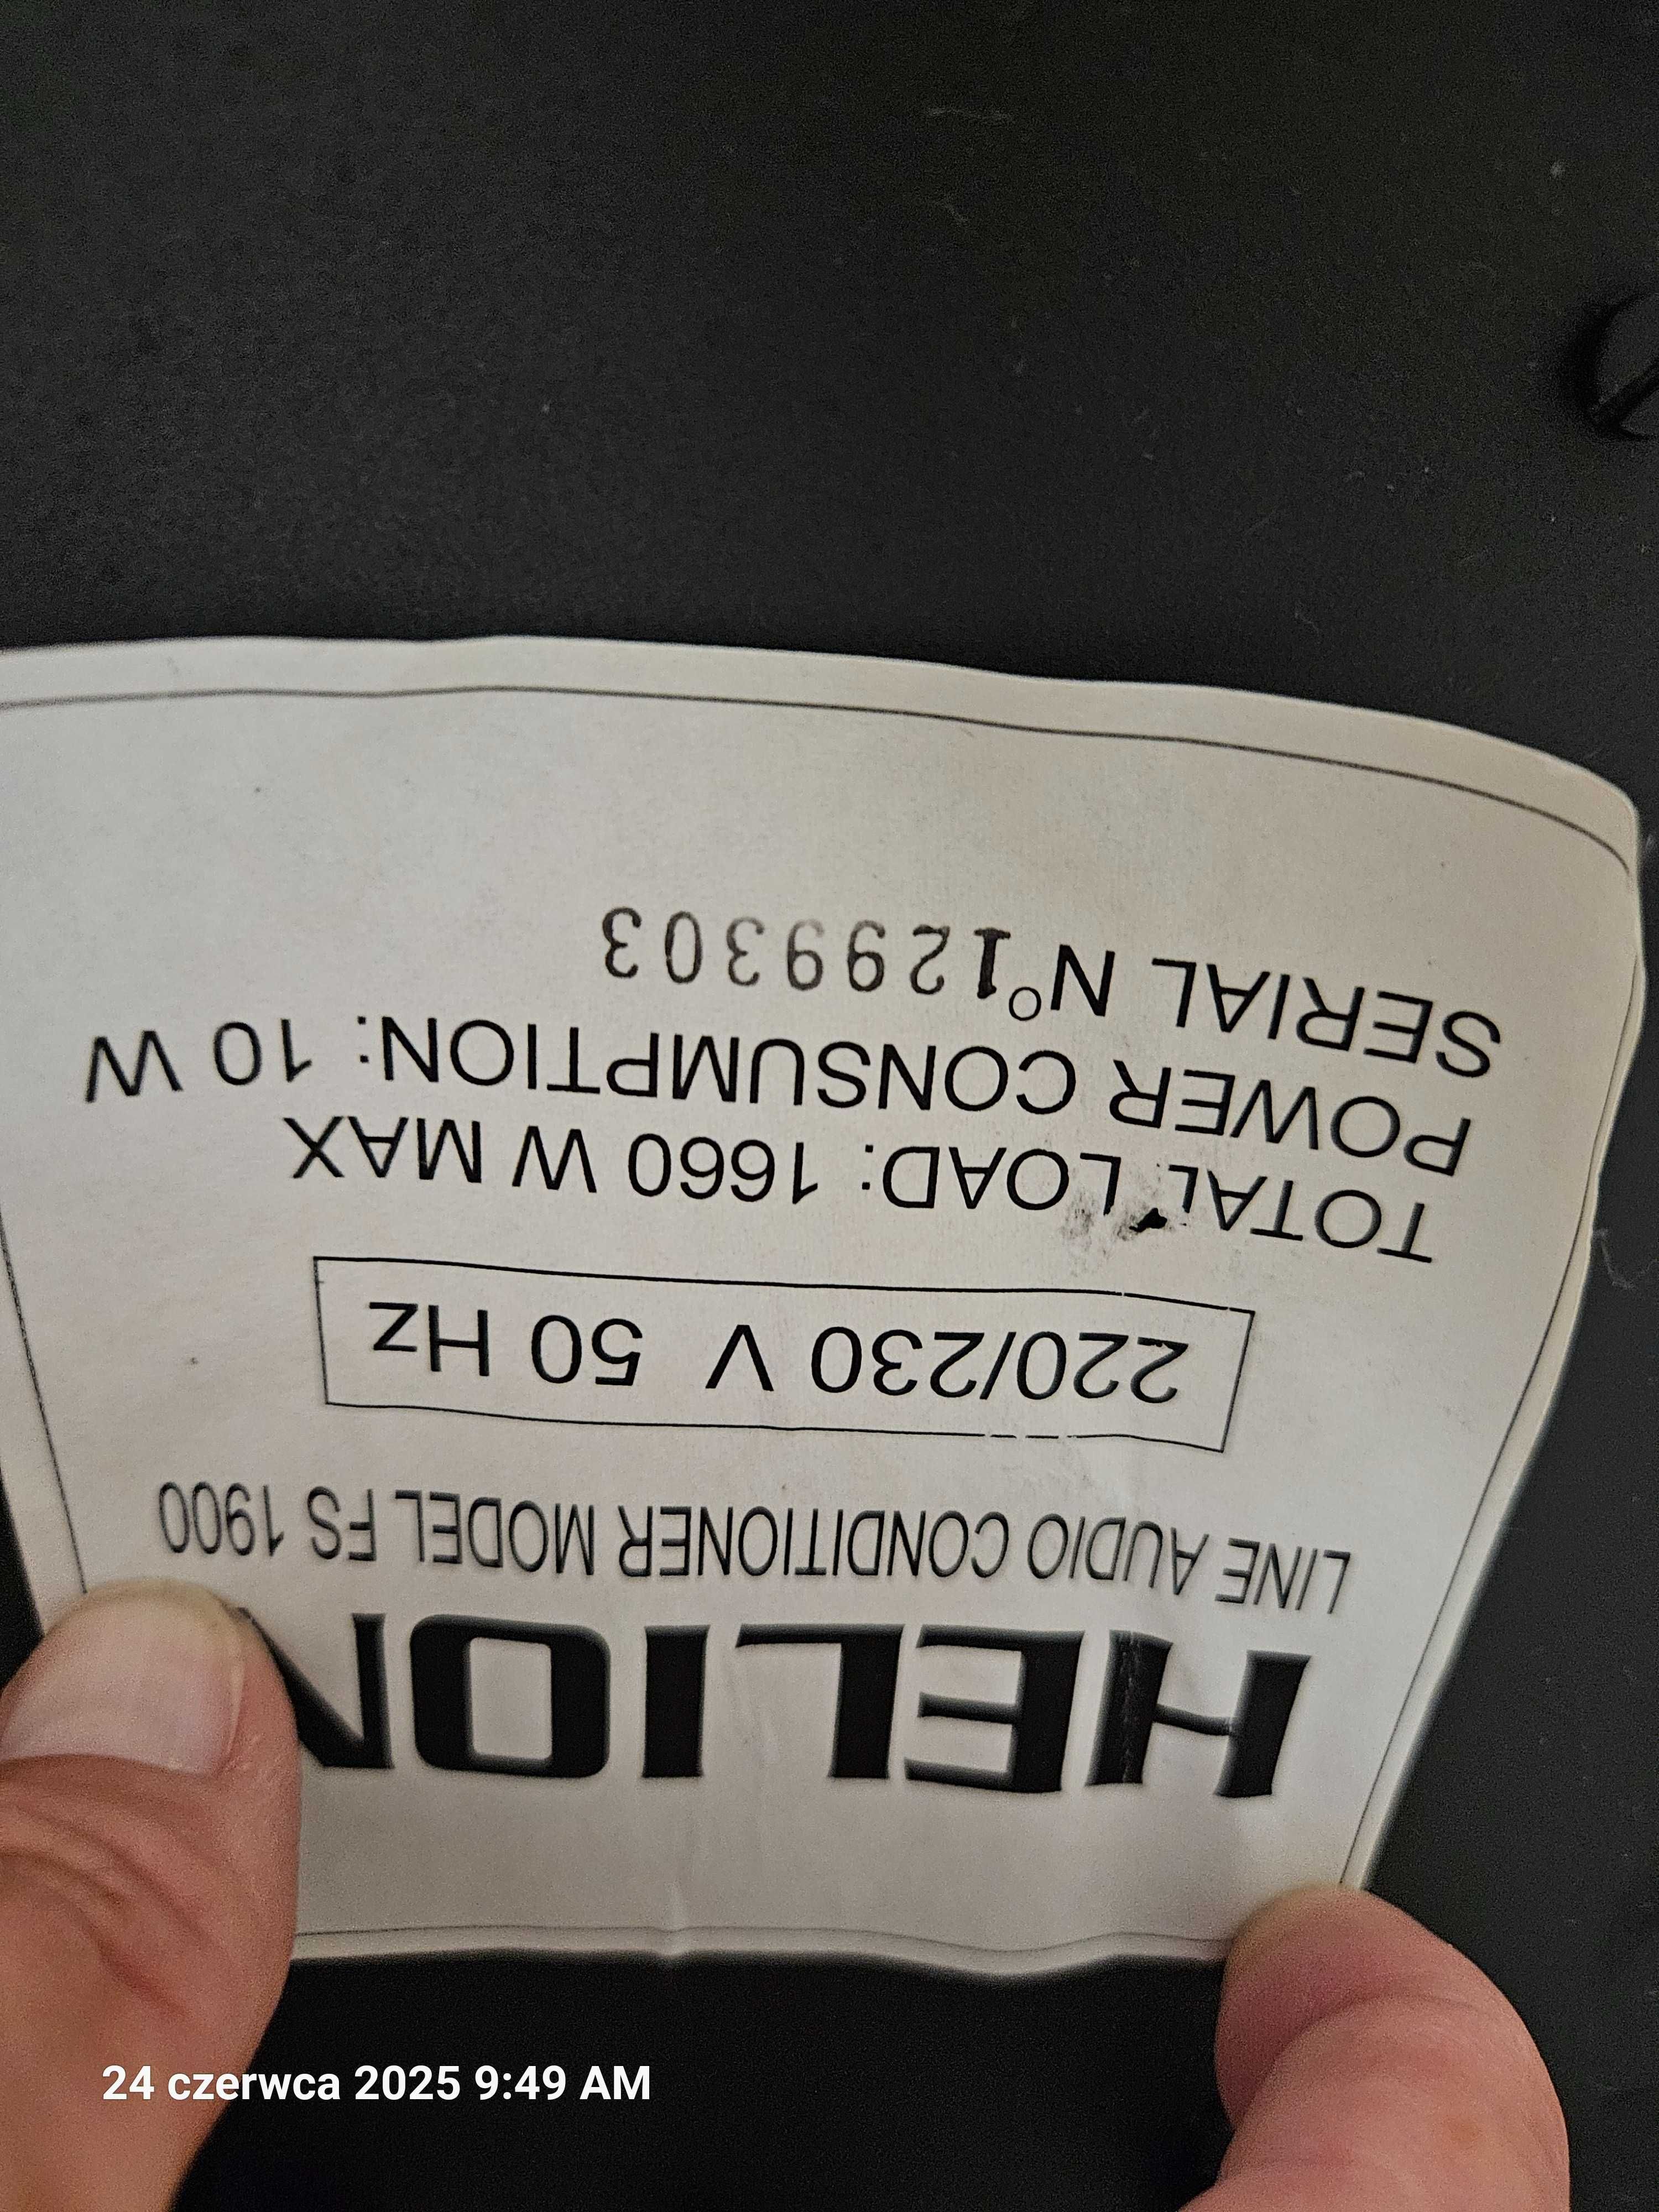 HELION
LINE AUDIO CONDITIONER MODEL FS 1900
220/230 V 50 Hz
TOTAL LOAD: 1660 W MAX
POWER CONSUMPTION: 10 W
SERIAL N° 1299303
24 czerwca 2025 9:49 AM